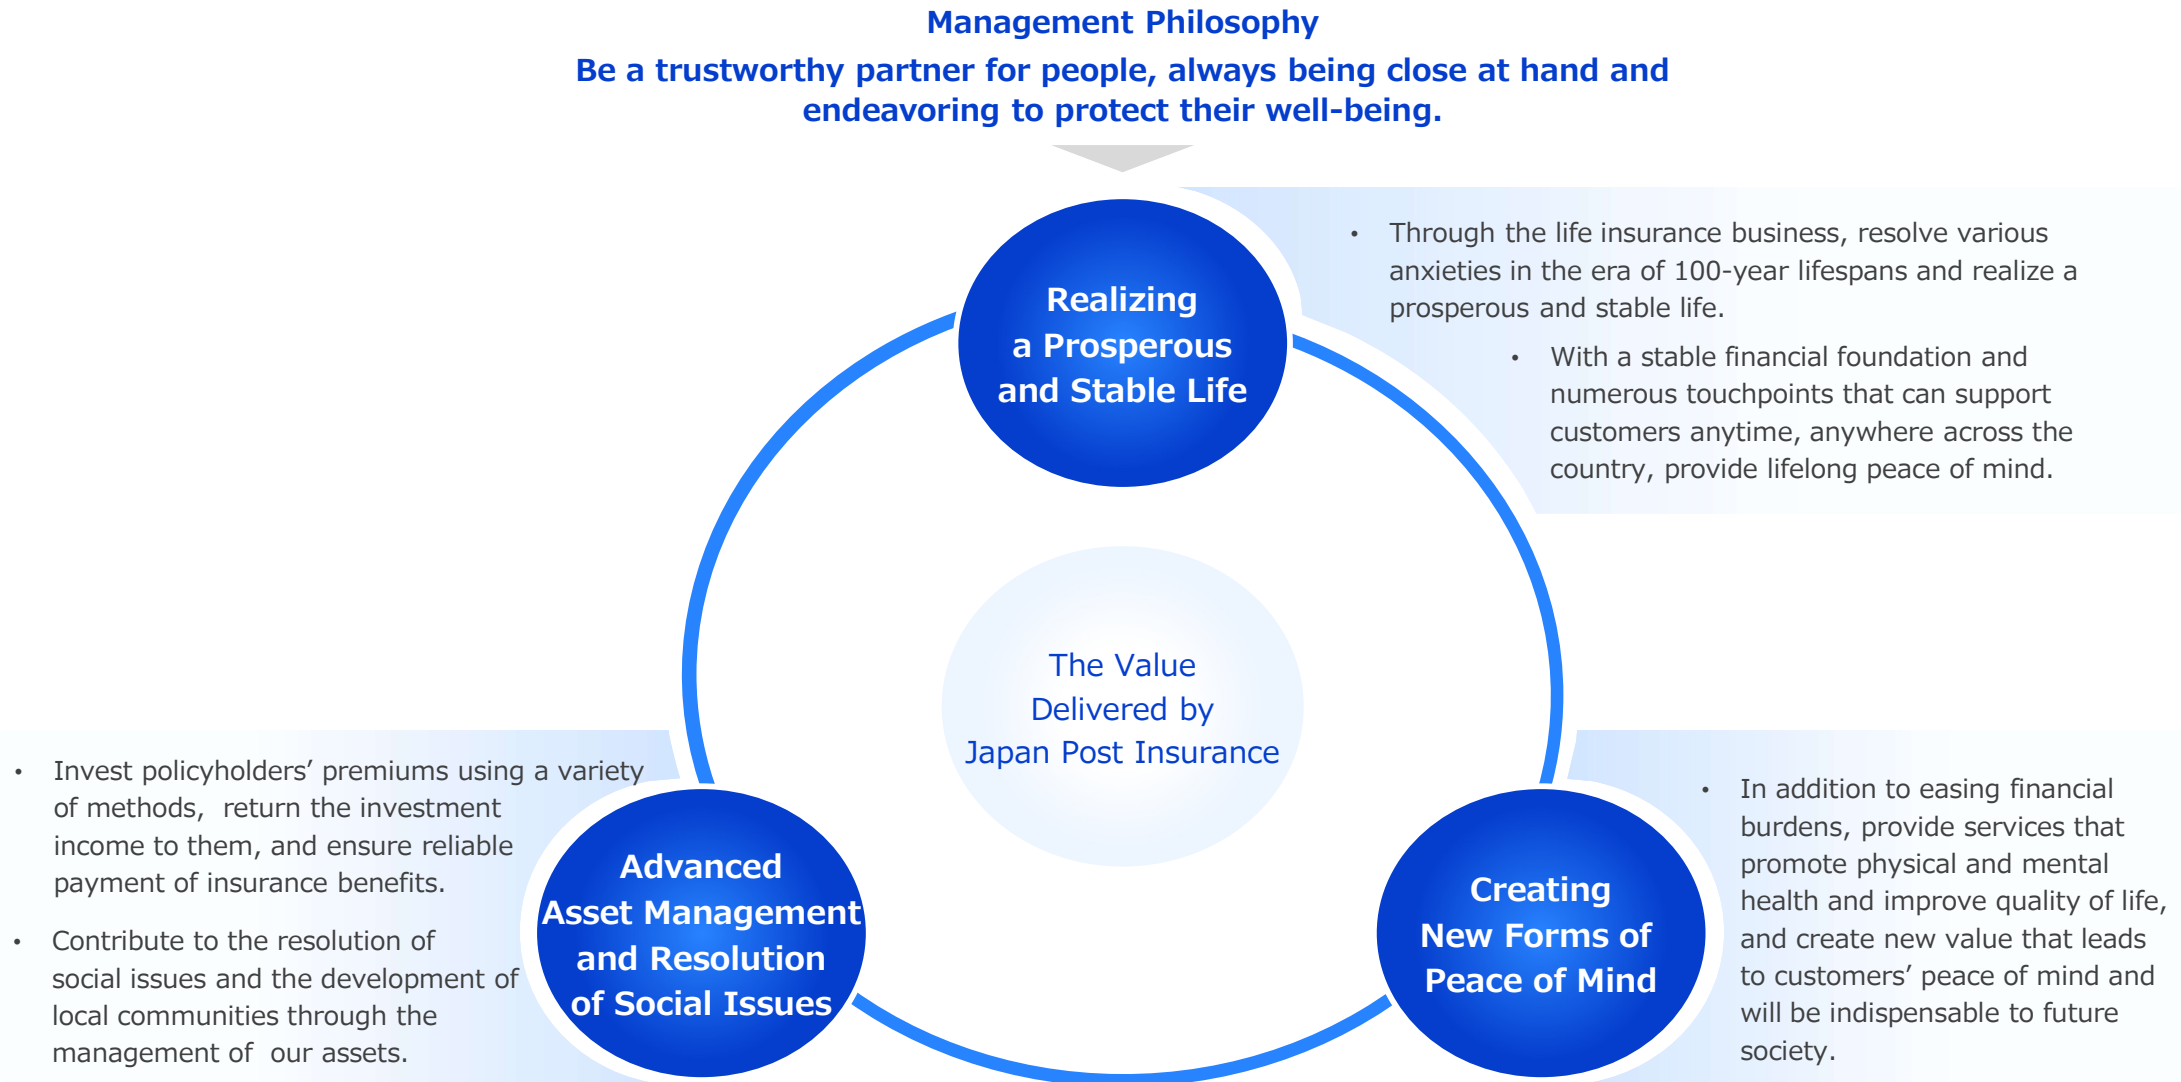 Management Philosophy
Be a trustworthy partner for people, always being close at hand and
endeavoring to protect their well-being.
Realizing
a Prosperous
and Stable Life
• Through the life insurance business, resolve various
anxieties in the era of 100-year lifespans and realize a
prosperous and stable life.
• With a stable financial foundation and
numerous touchpoints that can support
customers anytime, anywhere across the
country, provide lifelong peace of mind.
The Value
Delivered by
Japan Post Insurance
• Invest policyholders’ premiums using a variety
of methods,  return the investment
income to them, and ensure reliable
payment of insurance benefits.
• Contribute to the resolution of
social issues and the development of
local communities through the
management of  our assets.
Advanced
Asset Management
and Resolution
of Social Issues
Creating
New Forms of
Peace of Mind
• In addition to easing financial
burdens, provide services that
promote physical and mental
health and improve quality of life,
and create new value that leads
to customers’ peace of mind and
will be indispensable to future
society.